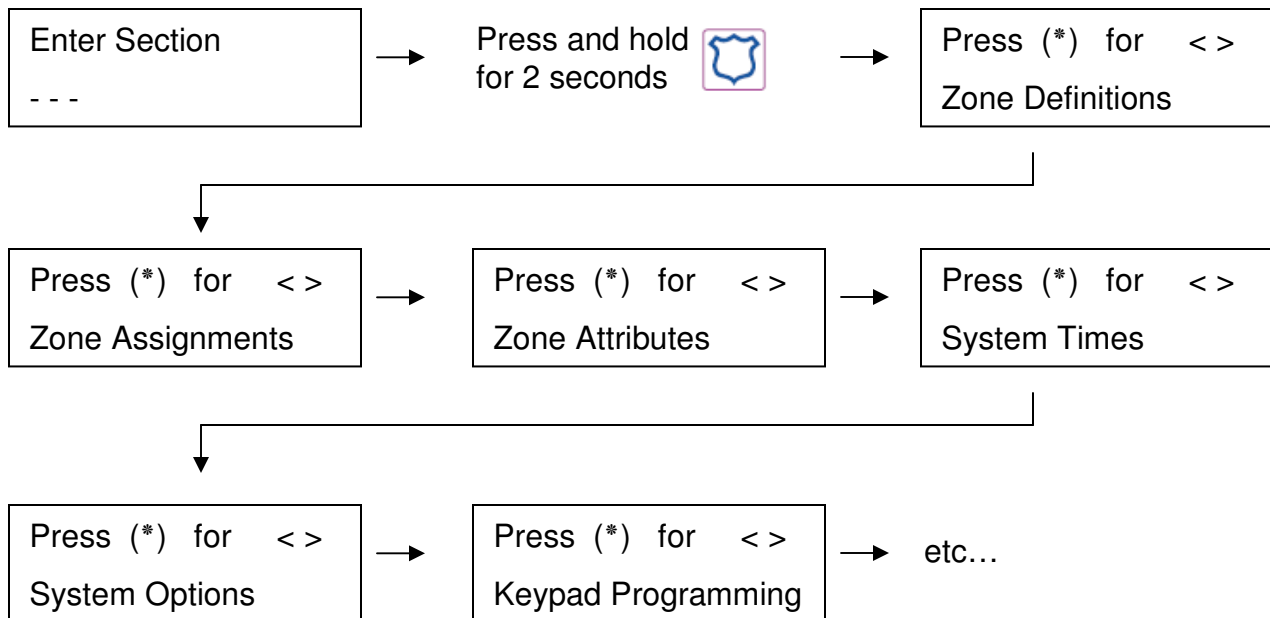 Enter Section
- - -
Press and hold
for 2 seconds
Press (*) for < >
Zone Definitions
Press (*) for < >
Zone Assignments
Press (*) for < >
Zone Attributes
Press (*) for < >
System Times
Press (*) for < >
System Options
Press (*) for < >
Keypad Programming
etc…